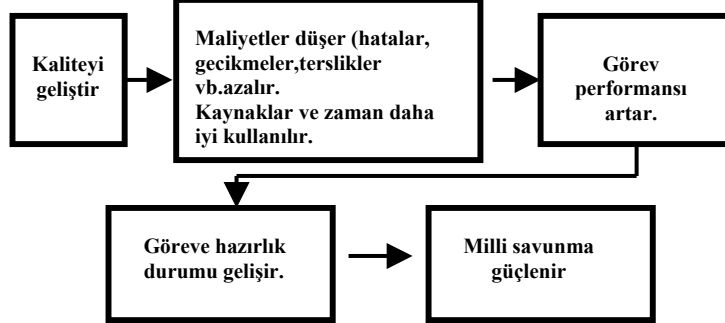 Kaliteyi
geliştir
Maliyetler düşer (hatalar,
gecikmeler,terslikler
vb.azalır.
Kaynaklar ve zaman daha
iyi kullanılır.
Görev
performansı
artar.
Göreve hazırlık
durumu gelişir.
Milli savunma
güçlenir